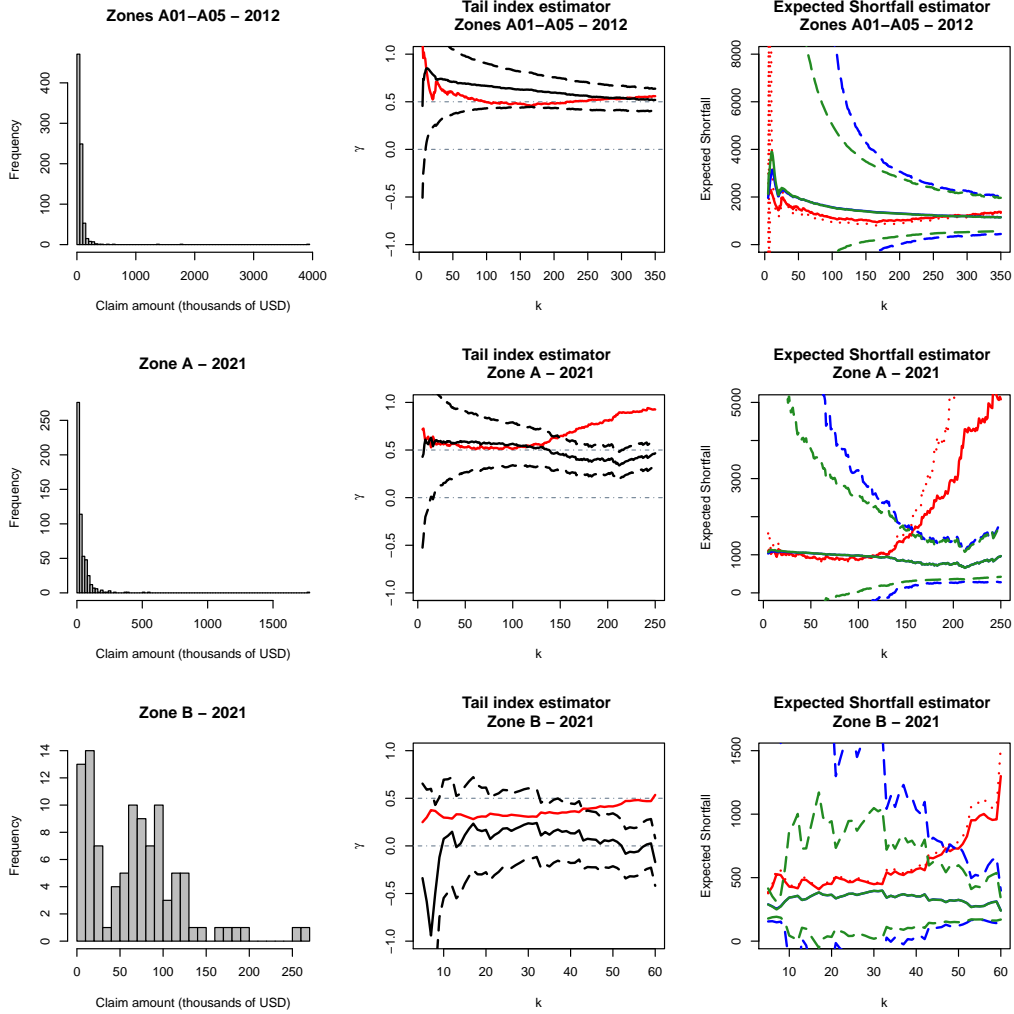 Zones A01−A05 − 2012
Frequency
0 100 200 300 400
0 1000 2000 3000 4000
Claim amount (thousands of USD)
Tail index estimator
Zones A01−A05 − 2012
γ
−1.0 −0.5 0.0 0.5 1.0
0 50 100 150 200 250 300 350
k
Expected Shortfall estimator
Zones A01−A05 − 2012
Expected Shortfall
0 2000 4000 6000 8000
0 50 100 150 200 250 300 350
k
Zone A − 2021
Frequency
0 50 100 150 200 250
0 500 1000 1500
Claim amount (thousands of USD)
Tail index estimator
Zone A − 2021
γ
−1.0 −0.5 0.0 0.5 1.0
0 50 100 150 200 250
k
Expected Shortfall estimator
Zone A − 2021
Expected Shortfall
0 1000 3000 5000
0 50 100 150 200 250
k
Zone B − 2021
Frequency
0 2 4 6 8 10 12 14
0 50 100 150 200 250
Claim amount (thousands of USD)
Tail index estimator
Zone B − 2021
γ
−1.0 −0.5 0.0 0.5 1.0
10 20 30 40 50 60
k
Expected Shortfall estimator
Zone B − 2021
Expected Shortfall
0 500 1000 1500
10 20 30 40 50 60
k